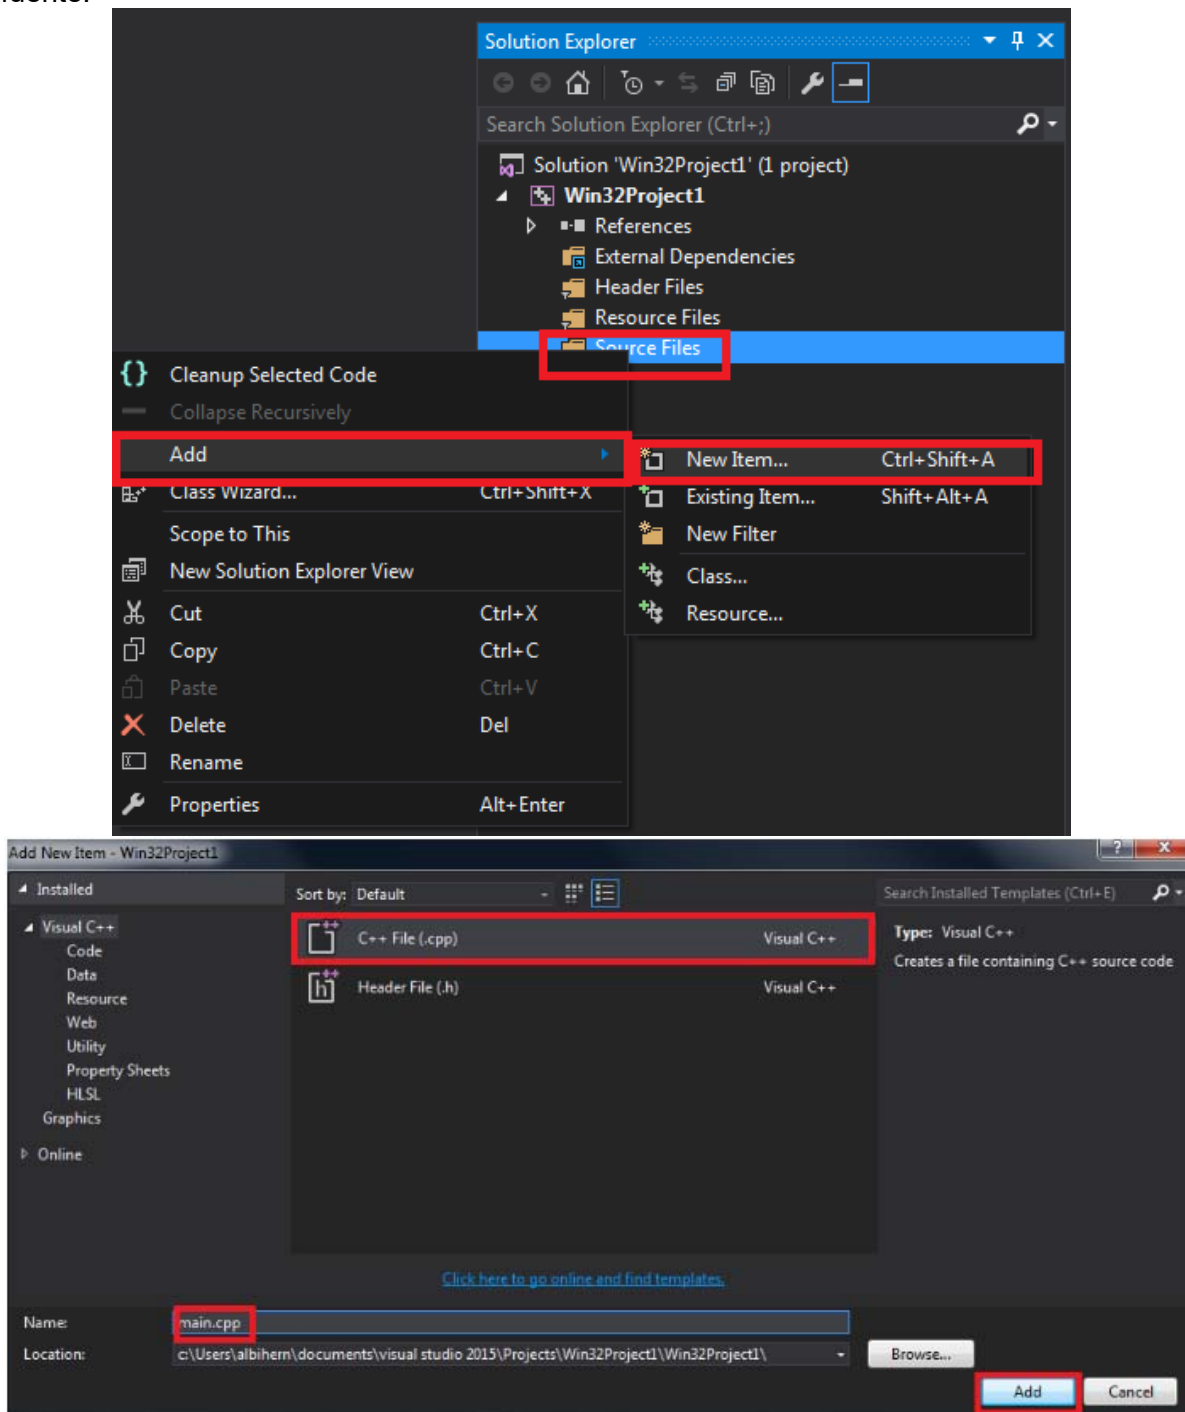 Solution Explorer
Search Solution Explorer (Ctrl+;)
Solution 'Win32Project1' (1 project)
Win32Project1
References
External Dependencies
Header Files
Resource Files
Source Files
Cleanup Selected Code
Collapse Recursively
Add
New Item... Ctrl+Shift+A
Class Wizard... Ctrl+Shift+X
Existing Item... Shift+Alt+A
Scope to This
New Filter
New Solution Explorer View
Class...
Cut Ctrl+X
Resource...
Copy Ctrl+C
Paste Ctrl+V
Delete Del
Rename
Properties Alt+Enter
Add New Item - Win32Project1
Installed
Sort by: Default
Search Installed Templates (Ctrl+E)
Visual C++
Code
Data
Resource
Web
Utility
Property Sheets
HLSL
Graphics
Online
C++ File (.cpp) Visual C++
Header File (.h) Visual C++
Type: Visual C++
Creates a file containing C++ source code
Click here to go online and find templates.
Name: main.cpp
Location: c:\Users\albihern\documents\visual studio 2015\Projects\Win32Project1\Win32Project1\
Browse...
Add Cancel